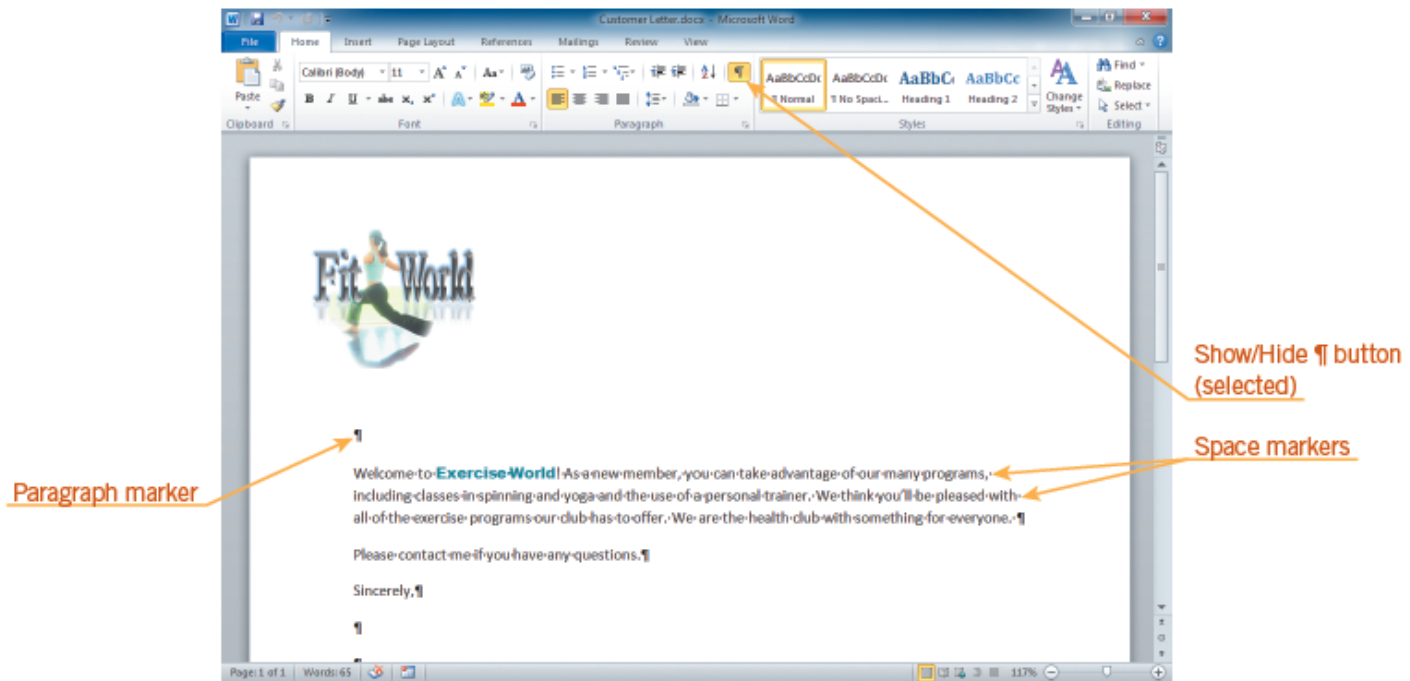 Customer Letter.docx - Microsoft Word
File Home Insert Page Layout References Mailings Review View
Calibri (Body) 11 A A Aa
Paste B I U abc x, x² A A
AaBbCcDc AaBbCcDc AaBbC AaBbCc
¶ Normal ¶ No Spaci... Heading 1 Heading 2
Change Styles
Find
Replace
Select
Clipboard Font Paragraph Styles Editing
Fit World
Show/Hide ¶ button
(selected)
¶
Space markers
Paragraph marker
Welcome·to·Exercise·World!·As·a·new·member,·you·can·take·advantage·of·our·many·programs,·
including·classes·in·spinning·and·yoga·and·the·use·of·a·personal·trainer.·We·think·you'll·be·pleased·with·
all·of·the·exercise·programs·our·club·has·to·offer.·We·are·the·health·club·with·something·for·everyone.·¶
Please·contact·me·if·you·have·any·questions.¶
Sincerely,¶
¶
¶
Page: 1 of 1 Words: 65 117%